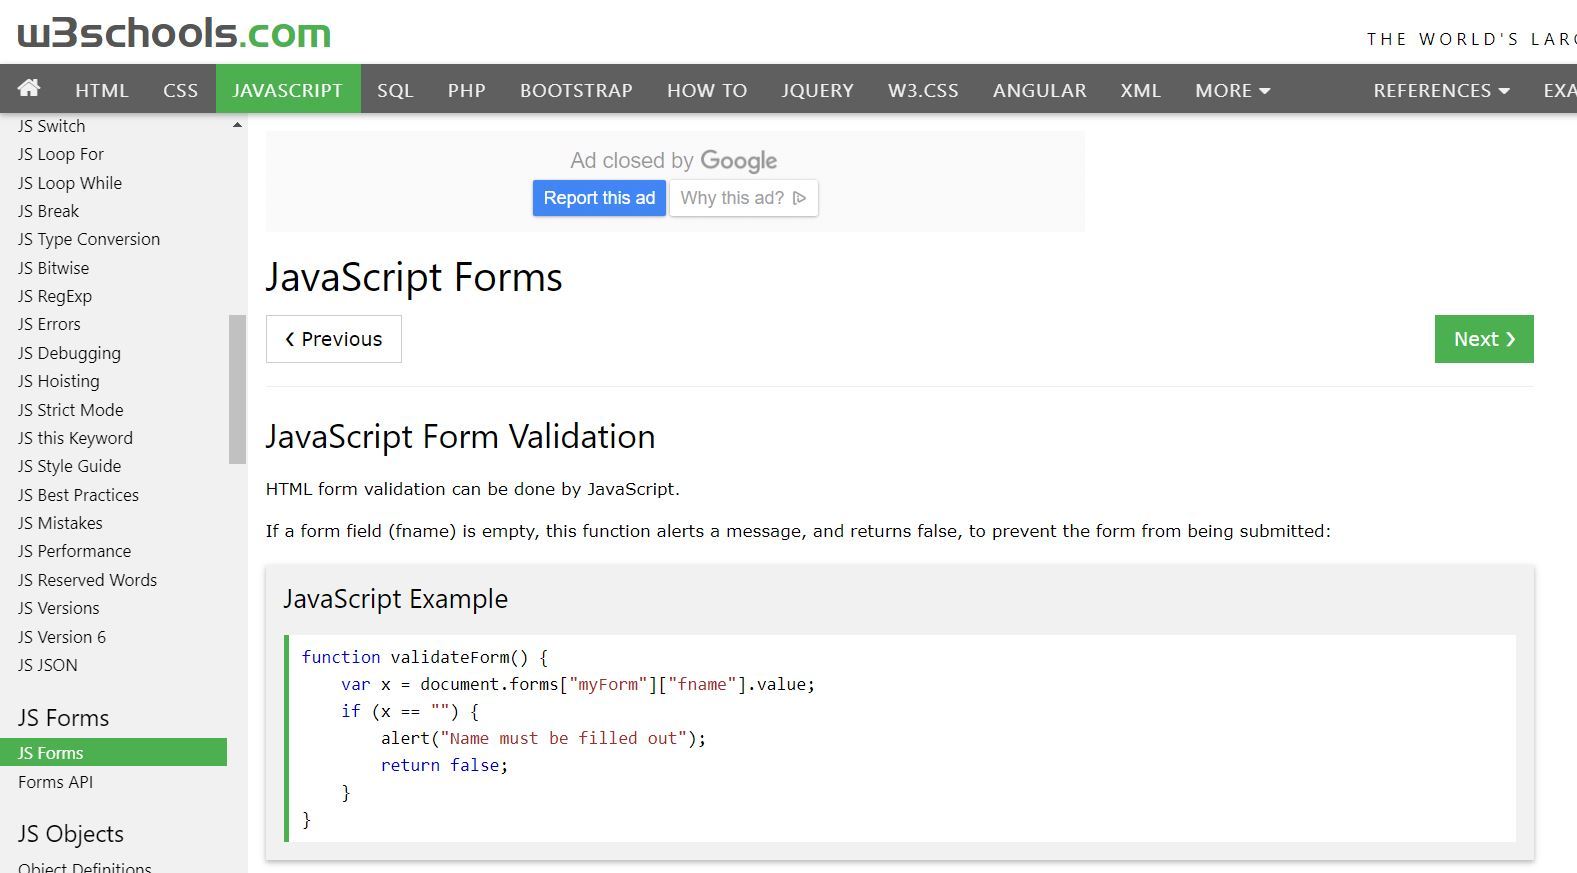 w3schools.com
THE WORLD'S
HTML CSS JAVASCRIPT SQL PHP BOOTSTRAP HOW TO JQUERY W3.CSS ANGULAR XML MORE REFERENCES
JS Switch
JS Loop For
JS Loop While
JS Break
JS Type Conversion
JS Bitwise
JS RegExp
JS Errors
JS Debugging
JS Hoisting
JS Strict Mode
JS this Keyword
JS Style Guide
JS Best Practices
JS Mistakes
JS Performance
JS Reserved Words
JS Versions
JS Version 6
JS JSON
JS Forms
JS Forms
Forms API
JS Objects
Object Definitions
Ad closed by Google
Report this ad Why this ad?
JavaScript Forms
❮ Previous Next ❯
JavaScript Form Validation
HTML form validation can be done by JavaScript.
If a form field (fname) is empty, this function alerts a message, and returns false, to prevent the form from being submitted:
JavaScript Example
function validateForm() {
    var x = document.forms["myForm"]["fname"].value;
    if (x == "") {
        alert("Name must be filled out");
        return false;
    }
}